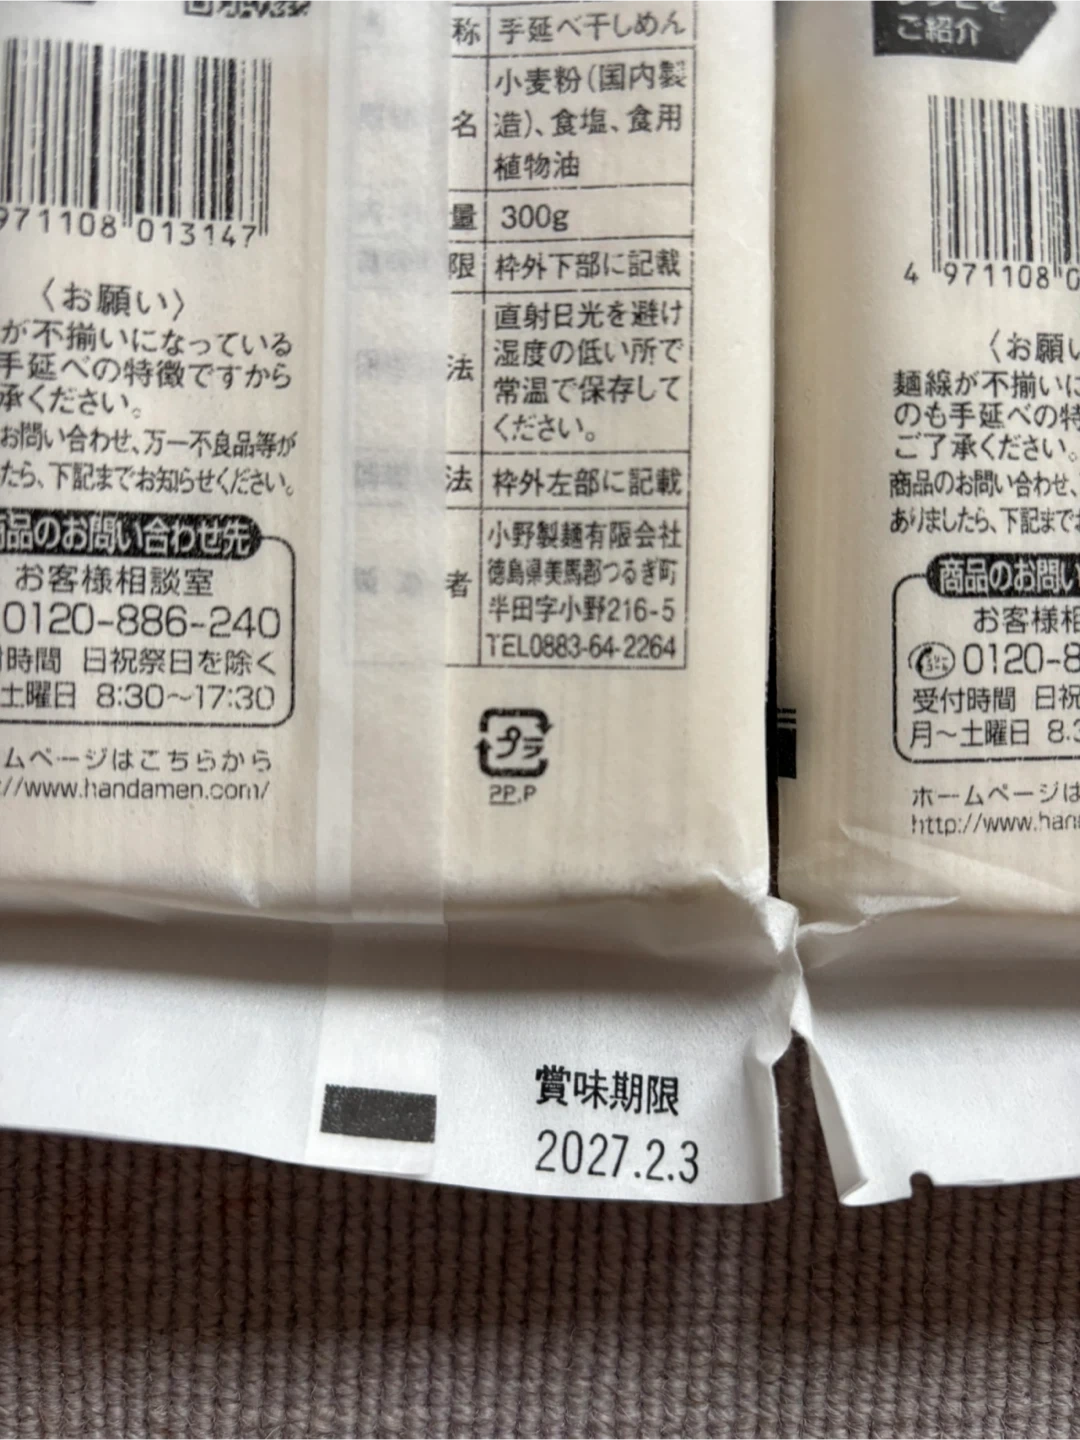 971108 013147
〈お願い〉
が不揃いになっている
手延べの特徴ですから
承ください。
お問い合わせ、万一不良品等が
たら、下記までお知らせください。
商品のお問い合わせ先
お客様相談室
0120-886-240
付時間 日祝祭日を除く
土曜日 8:30～17:30
ムページはこちらから
://www.handamen.com/
称 手延べ干しめん
名 小麦粉(国内製
造)、食塩、食用
植物油
量 300g
限 枠外下部に記載
法 直射日光を避け
湿度の低い所で
常温で保存して
ください。
法 枠外左部に記載
者 小野製麺有限会社
徳島県美馬郡つるぎ町
半田字小野216-5
TEL0883-64-2264
プラ
PP,P
賞味期限
2027.2.3
ご紹介
4 971108 0
〈お願い
麺線が不揃いに
のも手延べの特
ご了承ください。
商品のお問い合わせ、
ありましたら、下記まで
商品のお問い
お客様相
0120-8
受付時間 日祝
月～土曜日 8:3
ホームページは
http://www.han